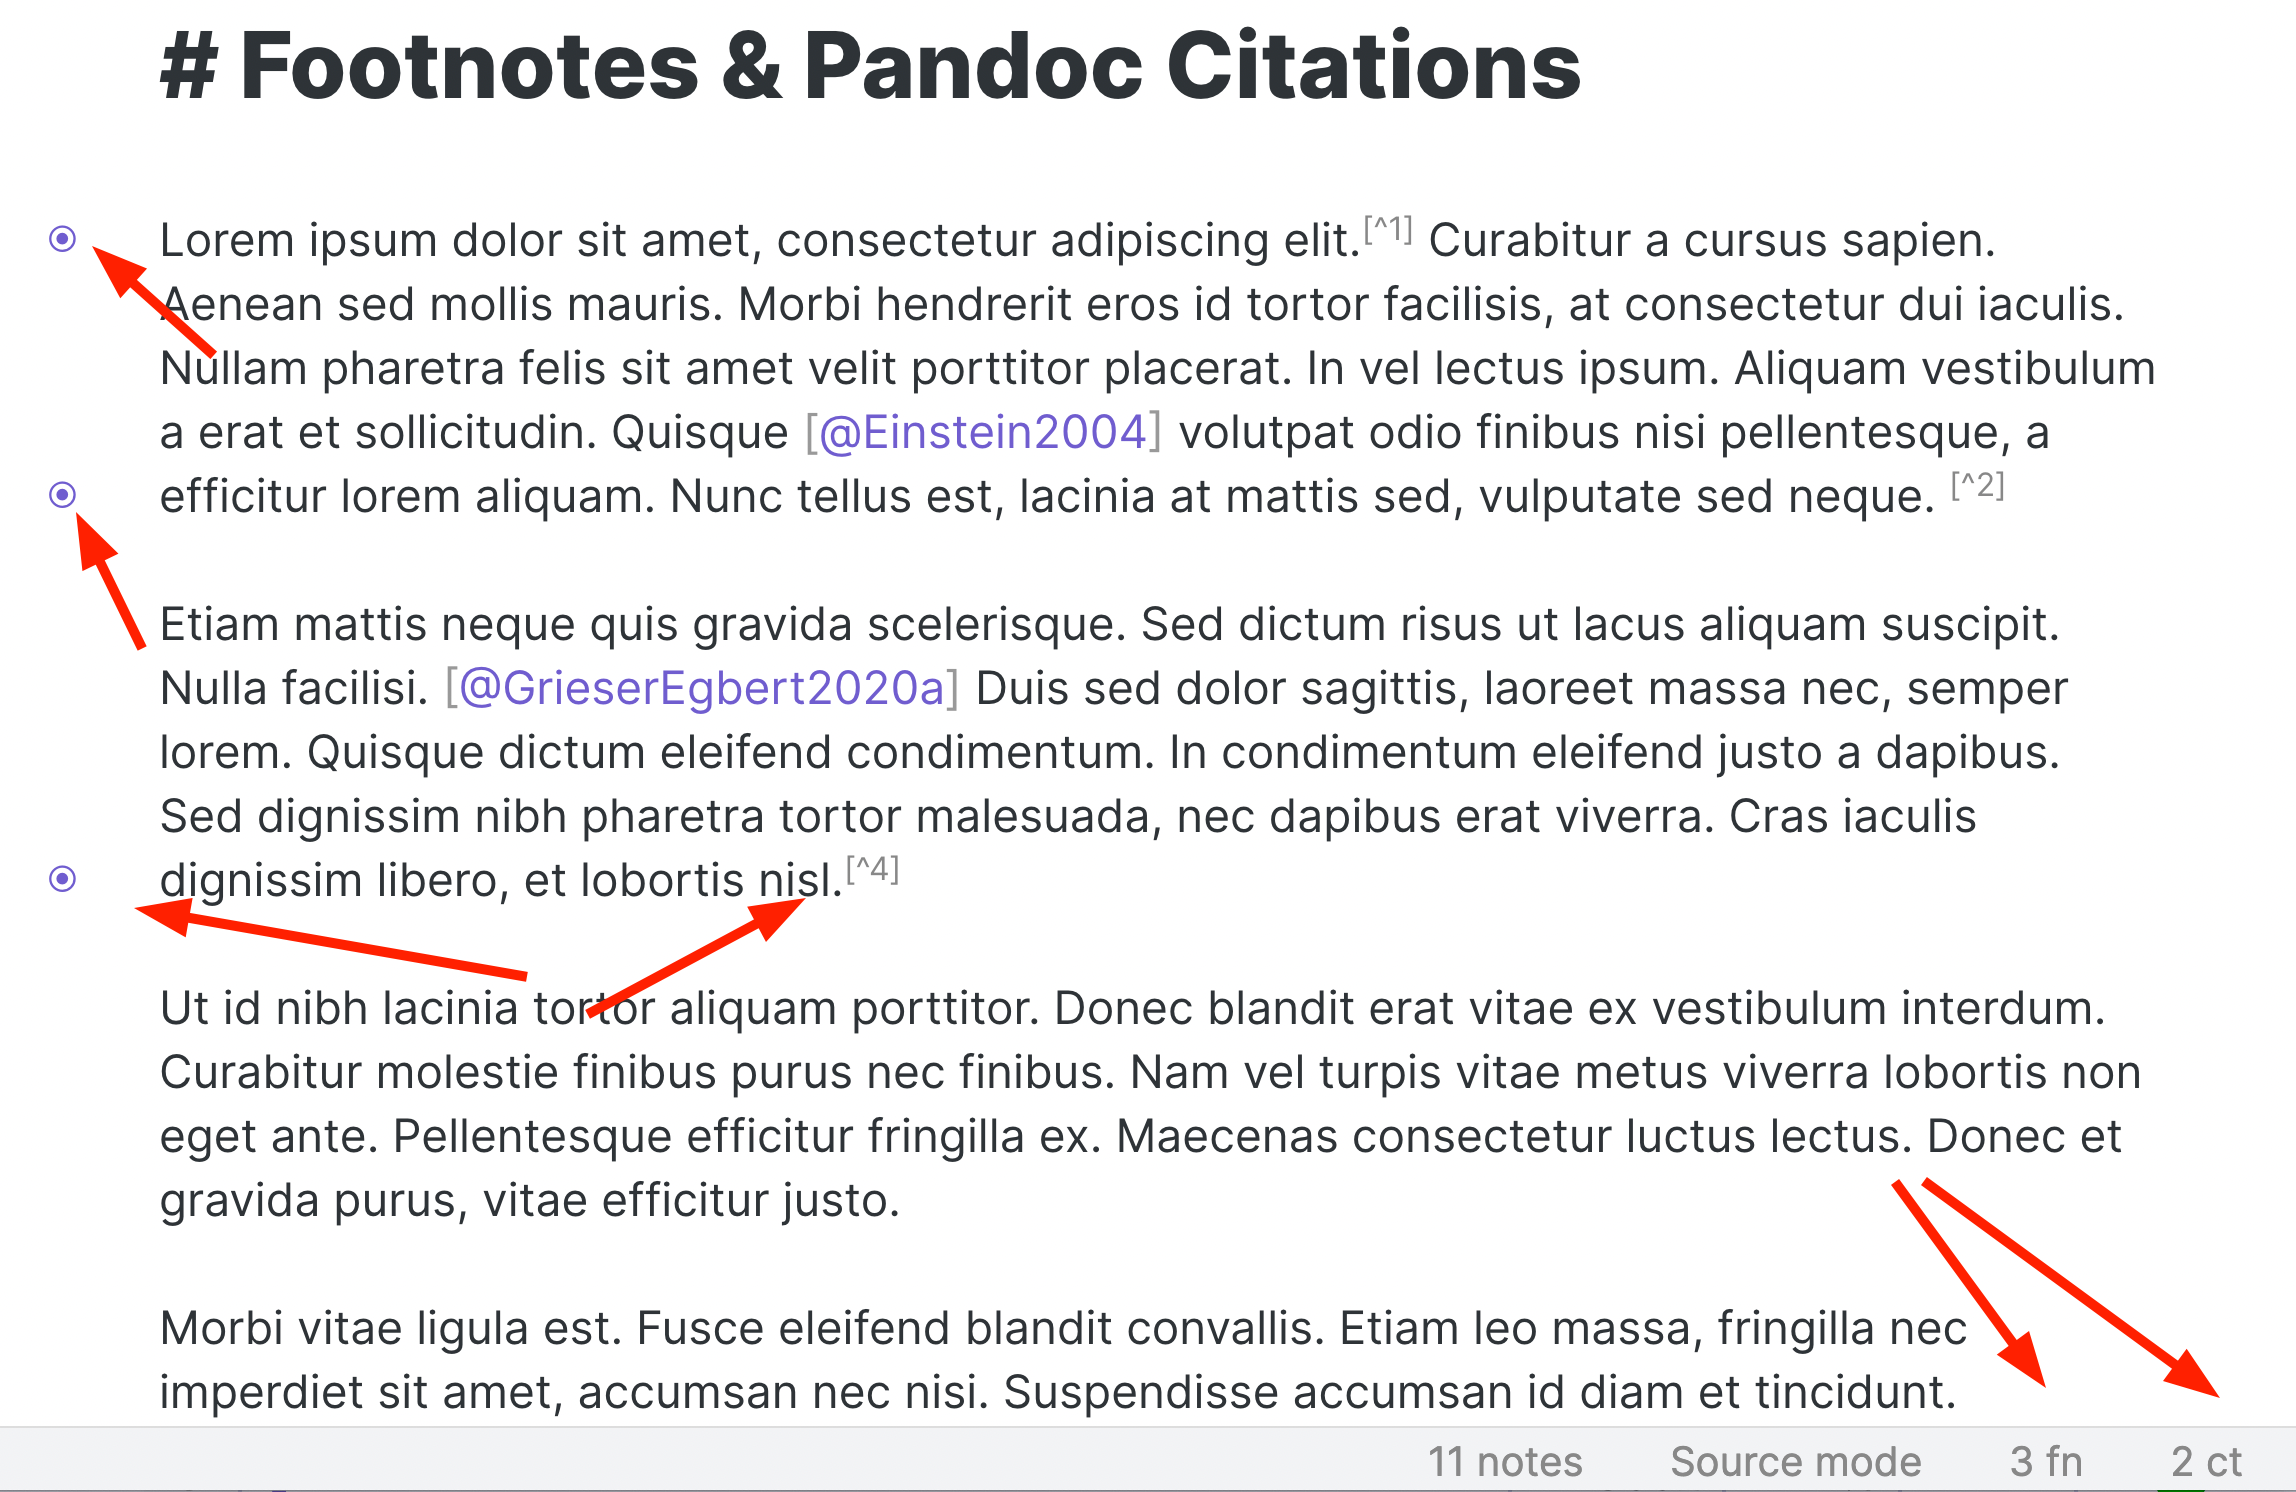 # Footnotes & Pandoc Citations
Lorem ipsum dolor sit amet, consectetur adipiscing elit.[^1] Curabitur a cursus sapien.
Aenean sed mollis mauris. Morbi hendrerit eros id tortor facilisis, at consectetur dui iaculis.
Nullam pharetra felis sit amet velit porttitor placerat. In vel lectus ipsum. Aliquam vestibulum
a erat et sollicitudin. Quisque [@Einstein2004] volutpat odio finibus nisi pellentesque, a
efficitur lorem aliquam. Nunc tellus est, lacinia at mattis sed, vulputate sed neque. [^2]
Etiam mattis neque quis gravida scelerisque. Sed dictum risus ut lacus aliquam suscipit.
Nulla facilisi. [@GrieserEgbert2020a] Duis sed dolor sagittis, laoreet massa nec, semper
lorem. Quisque dictum eleifend condimentum. In condimentum eleifend justo a dapibus.
Sed dignissim nibh pharetra tortor malesuada, nec dapibus erat viverra. Cras iaculis
dignissim libero, et lobortis nisl.[^4]
Ut id nibh lacinia tortor aliquam porttitor. Donec blandit erat vitae ex vestibulum interdum.
Curabitur molestie finibus purus nec finibus. Nam vel turpis vitae metus viverra lobortis non
eget ante. Pellentesque efficitur fringilla ex. Maecenas consectetur luctus lectus. Donec et
gravida purus, vitae efficitur justo.
Morbi vitae ligula est. Fusce eleifend blandit convallis. Etiam leo massa, fringilla nec
imperdiet sit amet, accumsan nec nisi. Suspendisse accumsan id diam et tincidunt.
11 notes Source mode 3 fn 2 ct